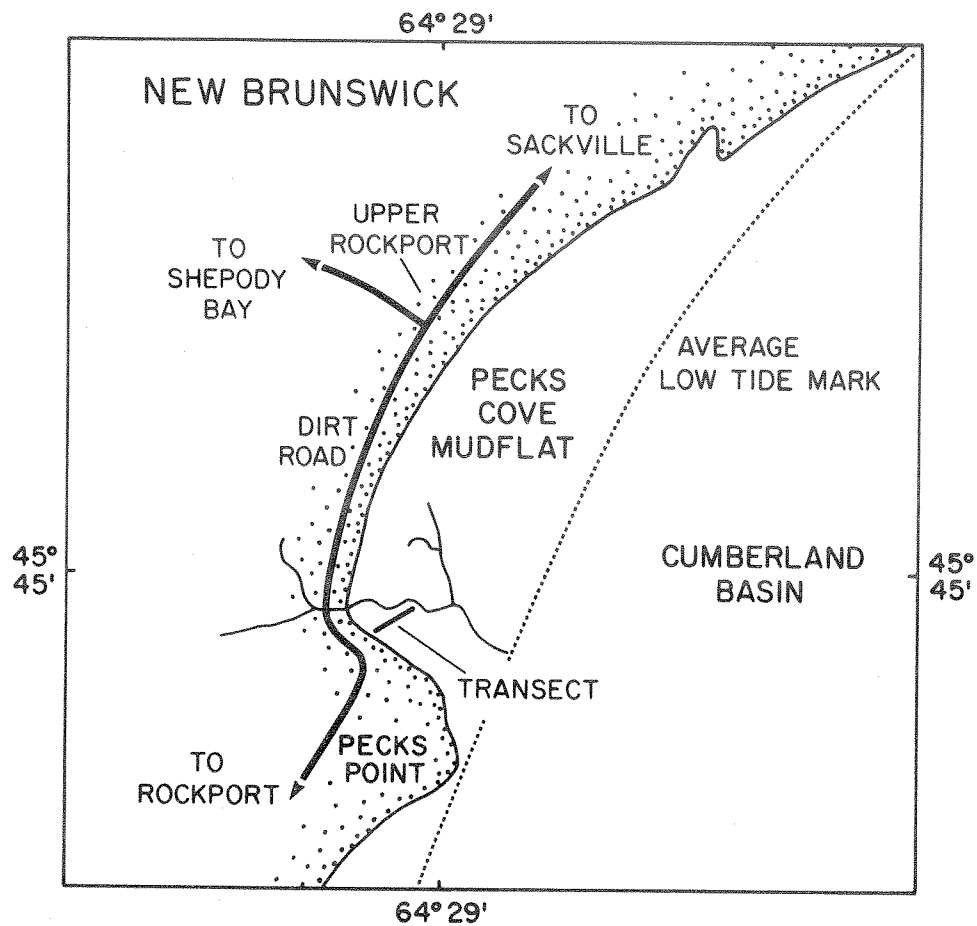 64° 29'
NEW BRUNSWICK
TO
SACKVILLE
UPPER
ROCKPORT
TO
SHEPODY
BAY
AVERAGE
LOW TIDE MARK
PECKS
COVE
MUDFLAT
DIRT
ROAD
45°
45'
CUMBERLAND
BASIN
45°
45'
TRANSECT
PECKS
POINT
TO
ROCKPORT
64° 29'